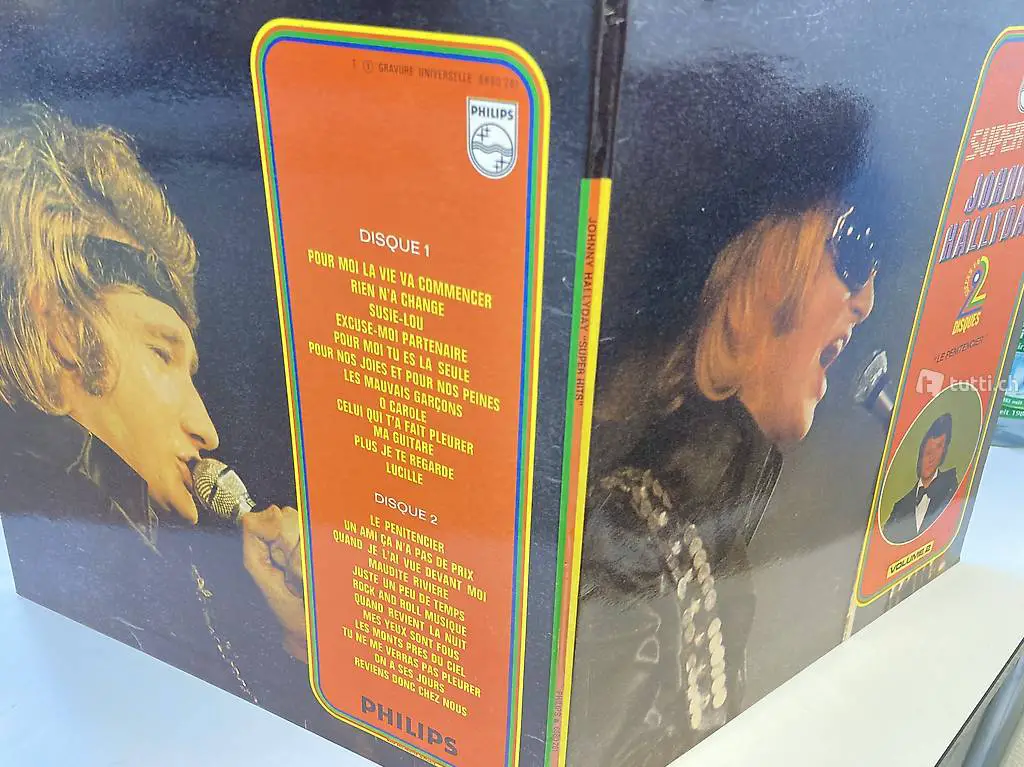 T ① GRAVURE UNIVERSELLE
PHILIPS
DISQUE 1
POUR MOI LA VIE VA COMMENCER
RIEN N'A CHANGE
SUSIE-LOU
EXCUSE-MOI PARTENAIRE
POUR MOI TU ES LA SEULE
POUR NOS JOIES ET POUR NOS PEINES
LES MAUVAIS GARÇONS
O CAROLE
CELUI QUI T'A FAIT PLEURER
MA GUITARE
PLUS JE TE REGARDE
LUCILLE
DISQUE 2
LE PENITENCIER
UN AMI ÇA N'A PAS DE PRIX
QUAND JE L'AI VUE DEVANT MOI
MAUDITE RIVIERE
JUSTE UN PEU DE TEMPS
ROCK AND ROLL MUSIQUE
QUAND REVIENT LA NUIT
MES YEUX SONT FOUS
LES MONTS PRES DU CIEL
TU NE ME VERRAS PAS PLEURER
ON A SES JOURS
REVIENS DONC CHEZ NOUS
PHILIPS
JOHNNY HALLYDAY "SUPER HITS"
PHILIPS
SUPER
JOHN
HALLYDA
2
DISQUES
"LE PENITENCIER"
tutti.ch
VOLUME 2